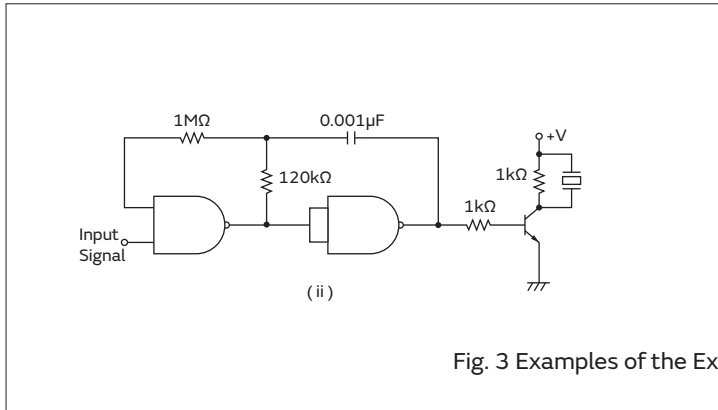 1MΩ
0.001μF
+V
120kΩ
1kΩ
1kΩ
Input
Signal
( ii )
Fig. 3 Examples of the Ex